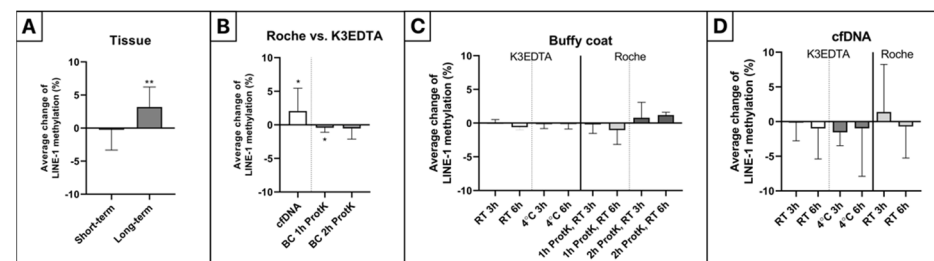 A
Tissue
Average change of
LINE-1 methylation (%)
10
5
0
-5
-10
**
Short-term
Long-term
B
Roche vs. K3EDTA
Average change of
LINE-1 methylation (%)
10
5
0
-5
-10
*
*
cfDNA
BC 1h ProtK
BC 2h ProtK
C
Buffy coat
K3EDTA
Roche
Average change of
LINE-1 methylation (%)
10
5
0
-5
-10
RT 3h
RT 6h
4°C 3h
4°C 6h
1h ProtK, RT 3h
1h ProtK, RT 6h
2h ProtK, RT 3h
2h ProtK, RT 6h
D
cfDNA
K3EDTA
Roche
Average change of
LINE-1 methylation (%)
10
5
0
-5
-10
RT 3h
RT 6h
4°C 3h
4°C 6h
RT 3h
RT 6h